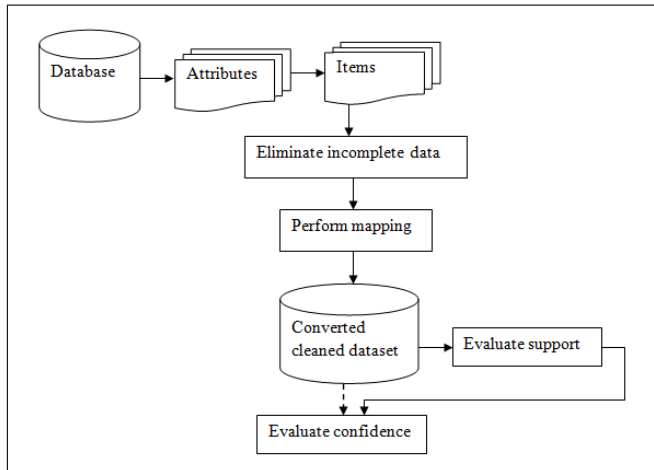 Database
Attributes
Items
Eliminate incomplete data
Perform mapping
Converted
cleaned dataset
Evaluate support
Evaluate confidence